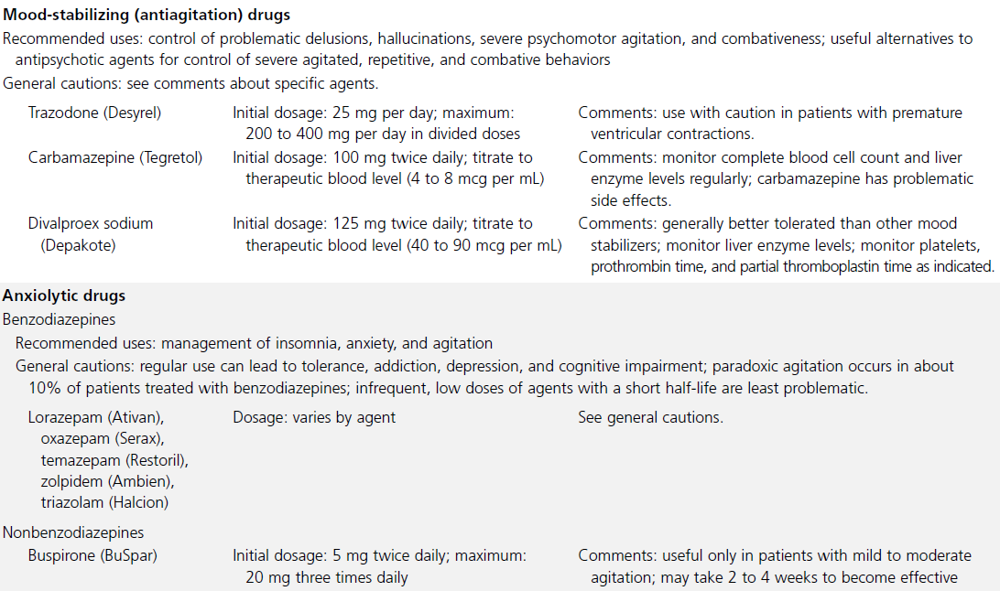 Mood-stabilizing (antiagitation) drugs
Recommended uses: control of problematic delusions, hallucinations, severe psychomotor agitation, and combativeness; useful alternatives to
antipsychotic agents for control of severe agitated, repetitive, and combative behaviors
General cautions: see comments about specific agents.
Trazodone (Desyrel)
Initial dosage: 25 mg per day; maximum:
200 to 400 mg per day in divided doses
Comments: use with caution in patients with premature
ventricular contractions.
Carbamazepine (Tegretol)
Initial dosage: 100 mg twice daily; titrate to
therapeutic blood level (4 to 8 mcg per mL)
Comments: monitor complete blood cell count and liver
enzyme levels regularly; carbamazepine has problematic
side effects.
Divalproex sodium
(Depakote)
Initial dosage: 125 mg twice daily; titrate to
therapeutic blood level (40 to 90 mcg per mL)
Comments: generally better tolerated than other mood
stabilizers; monitor liver enzyme levels; monitor platelets,
prothrombin time, and partial thromboplastin time as indicated.
Anxiolytic drugs
Benzodiazepines
Recommended uses: management of insomnia, anxiety, and agitation
General cautions: regular use can lead to tolerance, addiction, depression, and cognitive impairment; paradoxic agitation occurs in about
10% of patients treated with benzodiazepines; infrequent, low doses of agents with a short half-life are least problematic.
Lorazepam (Ativan),
oxazepam (Serax),
temazepam (Restoril),
zolpidem (Ambien),
triazolam (Halcion)
Dosage: varies by agent
See general cautions.
Nonbenzodiazepines
Buspirone (BuSpar)
Initial dosage: 5 mg twice daily; maximum:
20 mg three times daily
Comments: useful only in patients with mild to moderate
agitation; may take 2 to 4 weeks to become effective